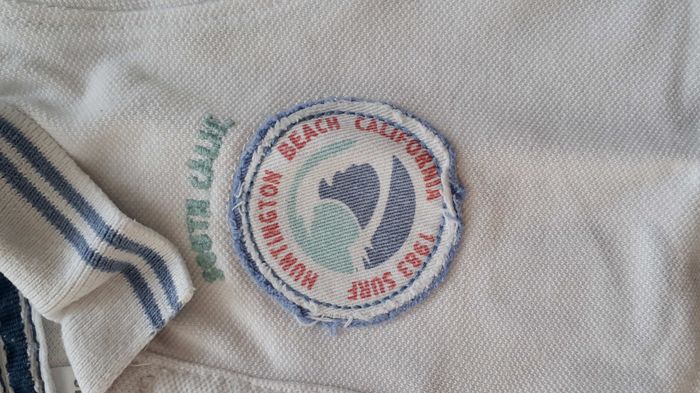 SOUTH CALIF
HUNTINGTON BEACH CALIFORNIA
1983 SURF